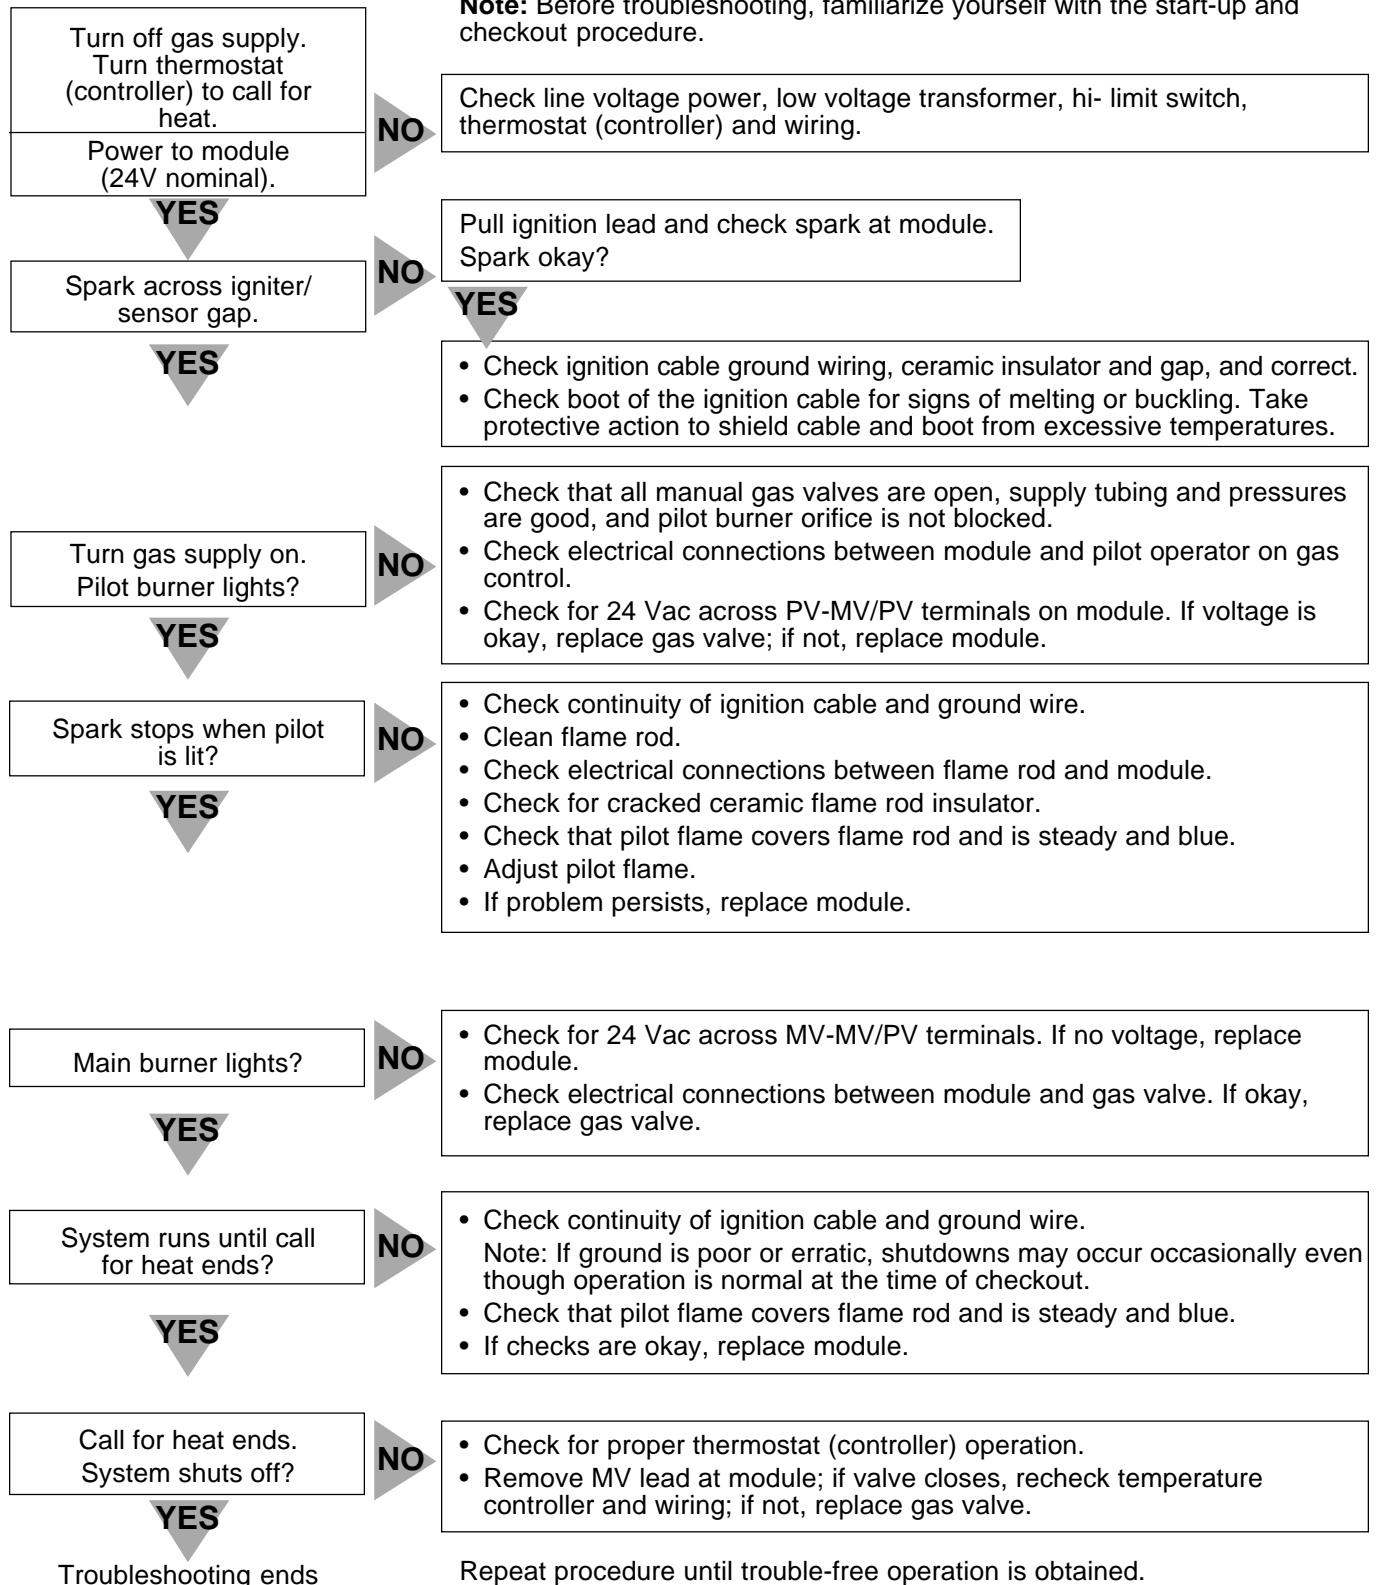 Note: Before troubleshooting, familiarize yourself with the start-up and
checkout procedure.
Turn off gas supply.
Turn thermostat
(controller) to call for
heat.
Power to module
(24V nominal).
NO
Check line voltage power, low voltage transformer, hi- limit switch,
thermostat (controller) and wiring.
YES
Spark across igniter/
sensor gap.
NO
Pull ignition lead and check spark at module.
Spark okay?
YES
• Check ignition cable ground wiring, ceramic insulator and gap, and correct.
• Check boot of the ignition cable for signs of melting or buckling. Take
protective action to shield cable and boot from excessive temperatures.
YES
Turn gas supply on.
Pilot burner lights?
NO
• Check that all manual gas valves are open, supply tubing and pressures
are good, and pilot burner orifice is not blocked.
• Check electrical connections between module and pilot operator on gas
control.
• Check for 24 Vac across PV-MV/PV terminals on module. If voltage is
okay, replace gas valve; if not, replace module.
YES
Spark stops when pilot
is lit?
NO
• Check continuity of ignition cable and ground wire.
• Clean flame rod.
• Check electrical connections between flame rod and module.
• Check for cracked ceramic flame rod insulator.
• Check that pilot flame covers flame rod and is steady and blue.
• Adjust pilot flame.
• If problem persists, replace module.
YES
Main burner lights?
NO
• Check for 24 Vac across MV-MV/PV terminals. If no voltage, replace
module.
• Check electrical connections between module and gas valve. If okay,
replace gas valve.
YES
System runs until call
for heat ends?
NO
• Check continuity of ignition cable and ground wire.
Note: If ground is poor or erratic, shutdowns may occur occasionally even
though operation is normal at the time of checkout.
• Check that pilot flame covers flame rod and is steady and blue.
• If checks are okay, replace module.
YES
Call for heat ends.
System shuts off?
NO
• Check for proper thermostat (controller) operation.
• Remove MV lead at module; if valve closes, recheck temperature
controller and wiring; if not, replace gas valve.
YES
Troubleshooting ends
Repeat procedure until trouble-free operation is obtained.